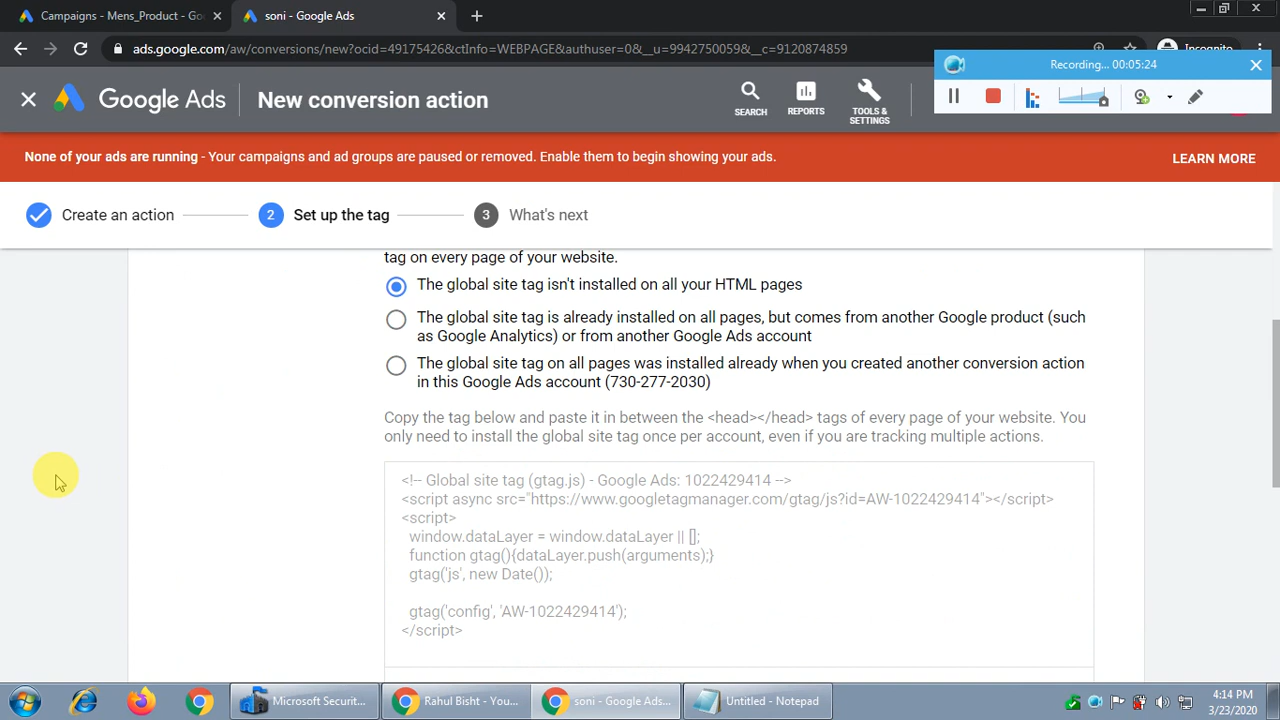 Campaigns - Mens_Product - Goo
soni - Google Ads
ads.google.com/aw/conversions/new?ocid=49175426&ctInfo=WEBPAGE&authuser=0&__u=9942750059&__c=9120874859
Incognito
Recording... 00:05:24
Google Ads
New conversion action
SEARCH
REPORTS
TOOLS &
SETTINGS
None of your ads are running - Your campaigns and ad groups are paused or removed. Enable them to begin showing your ads.
LEARN MORE
Create an action
2
Set up the tag
3
What's next
tag on every page of your website.
The global site tag isn't installed on all your HTML pages
The global site tag is already installed on all pages, but comes from another Google product (such
as Google Analytics) or from another Google Ads account
The global site tag on all pages was installed already when you created another conversion action
in this Google Ads account (730-277-2030)
Copy the tag below and paste it in between the <head></head> tags of every page of your website. You
only need to install the global site tag once per account, even if you are tracking multiple actions.
<!-- Global site tag (gtag.js) - Google Ads: 1022429414 -->
<script async src="https://www.googletagmanager.com/gtag/js?id=AW-1022429414"></script>
<script>
window.dataLayer = window.dataLayer || [];
function gtag(){dataLayer.push(arguments);}
gtag('js', new Date());
gtag('config', 'AW-1022429414');
</script>
Microsoft Securit...
Rahul Bisht - You...
soni - Google Ads...
Untitled - Notepad
4:14 PM
3/23/2020